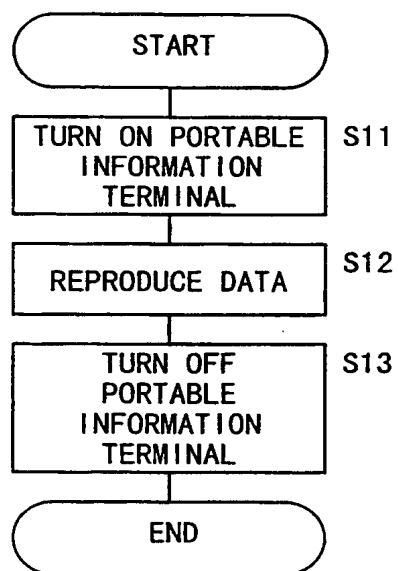 START
TURN ON PORTABLE S11
INFORMATION
TERMINAL
REPRODUCE DATA S12
TURN OFF S13
PORTABLE
INFORMATION
TERMINAL
END